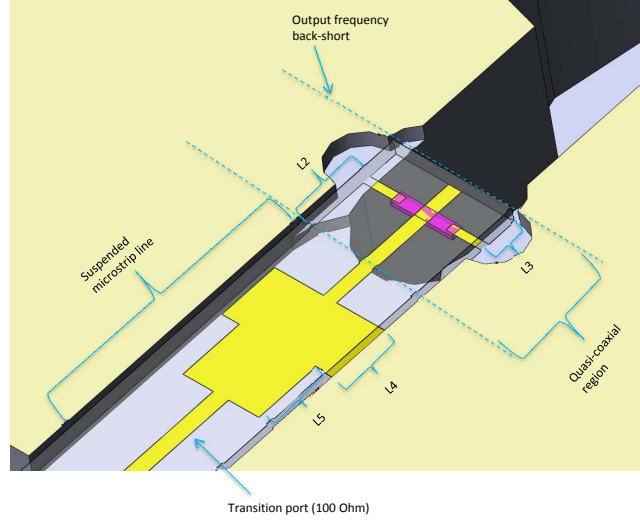 Output frequency
back-short
L2
Suspended
microstrip line
L3
Quasi-coaxial
region
L4
L5
Transition port (100 Ohm)